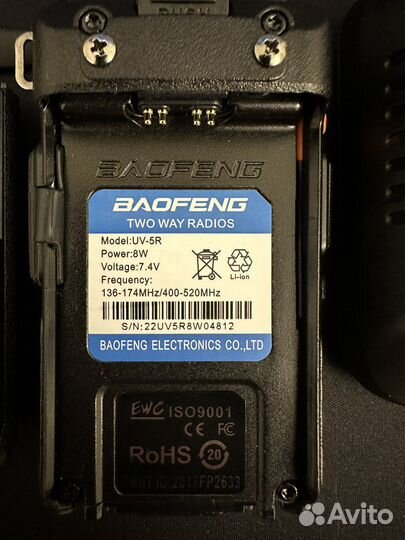 PUSH
BAOFENG
BAOFENG
TWO WAY RADIOS
Model:UV-5R
Power:8W
Voltage:7.4V
Frequency:
136-174MHz/400-520MHz
Li-ion
S/N:22UV5R8W04812
BAOFENG ELECTRONICS CO.,LTD
EWC ISO9001
CE FC
RoHS 20
CMIIT ID:2017FP2633
Avito